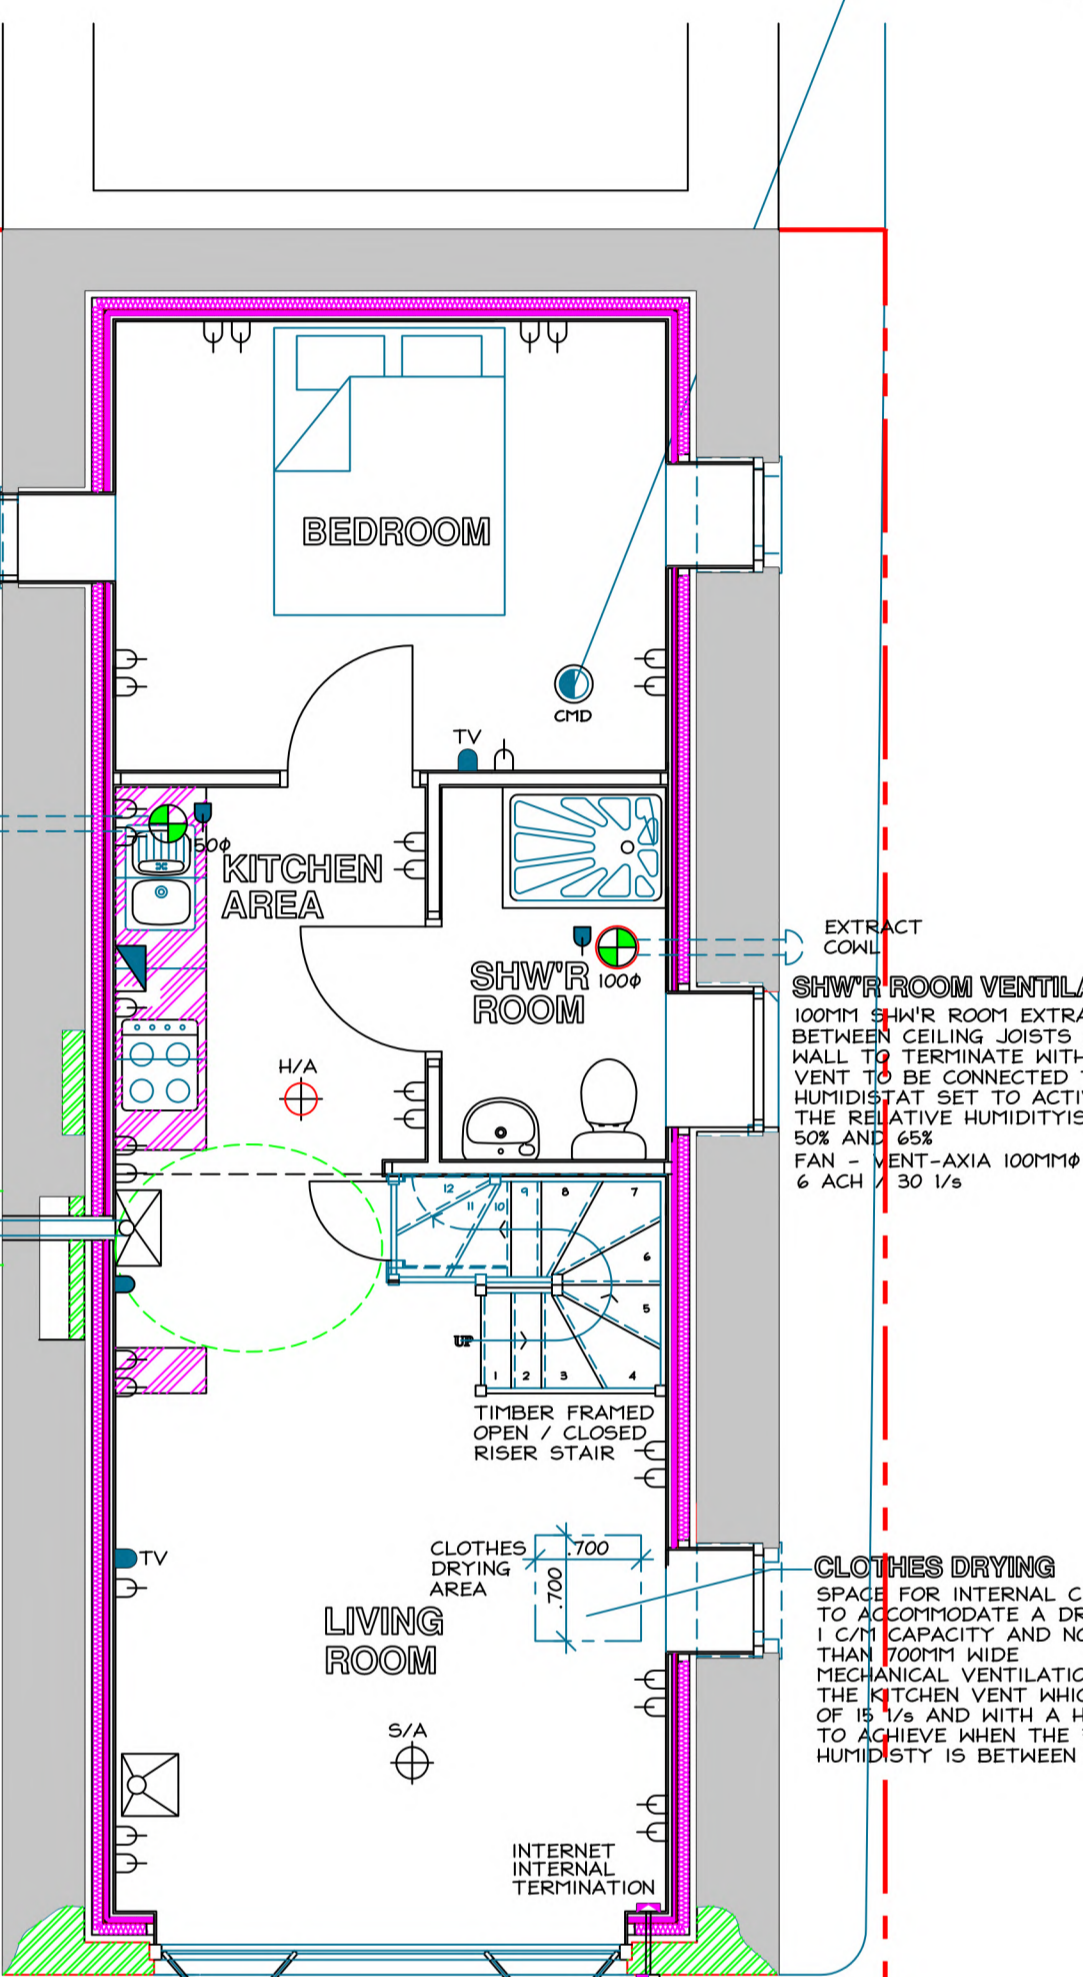 BEDROOM
CMD
TV
150φ
KITCHEN
AREA
EXTRACT
COWL
SHW'R
ROOM
100φ
SHW'R ROOM VENTILA
100MM SHW'R ROOM EXTRA
BETWEEN CEILING JOISTS
WALL TO TERMINATE WITH
VENT TO BE CONNECTED
HUMIDISTAT SET TO ACTI
THE RELATIVE HUMIDITYIS
50% AND 65%
FAN - VENT-AXIA 100MMφ
6 ACH / 30 1/s
H/A
12
11
10
9
8
7
6
5
4
3
2
1
UP
TIMBER FRAMED
OPEN / CLOSED
RISER STAIR
TV
CLOTHES
DRYING
AREA
.700
.700
CLOTHES DRYING
SPACE FOR INTERNAL C
TO ACCOMMODATE A DR
1 C/M CAPACITY AND NO
THAN 700MM WIDE
MECHANICAL VENTILATIO
THE KITCHEN VENT WHIC
OF 15 1/s AND WITH A H
TO ACHIEVE WHEN THE
HUMIDISTY IS BETWEEN
LIVING
ROOM
S/A
INTERNET
INTERNAL
TERMINATION